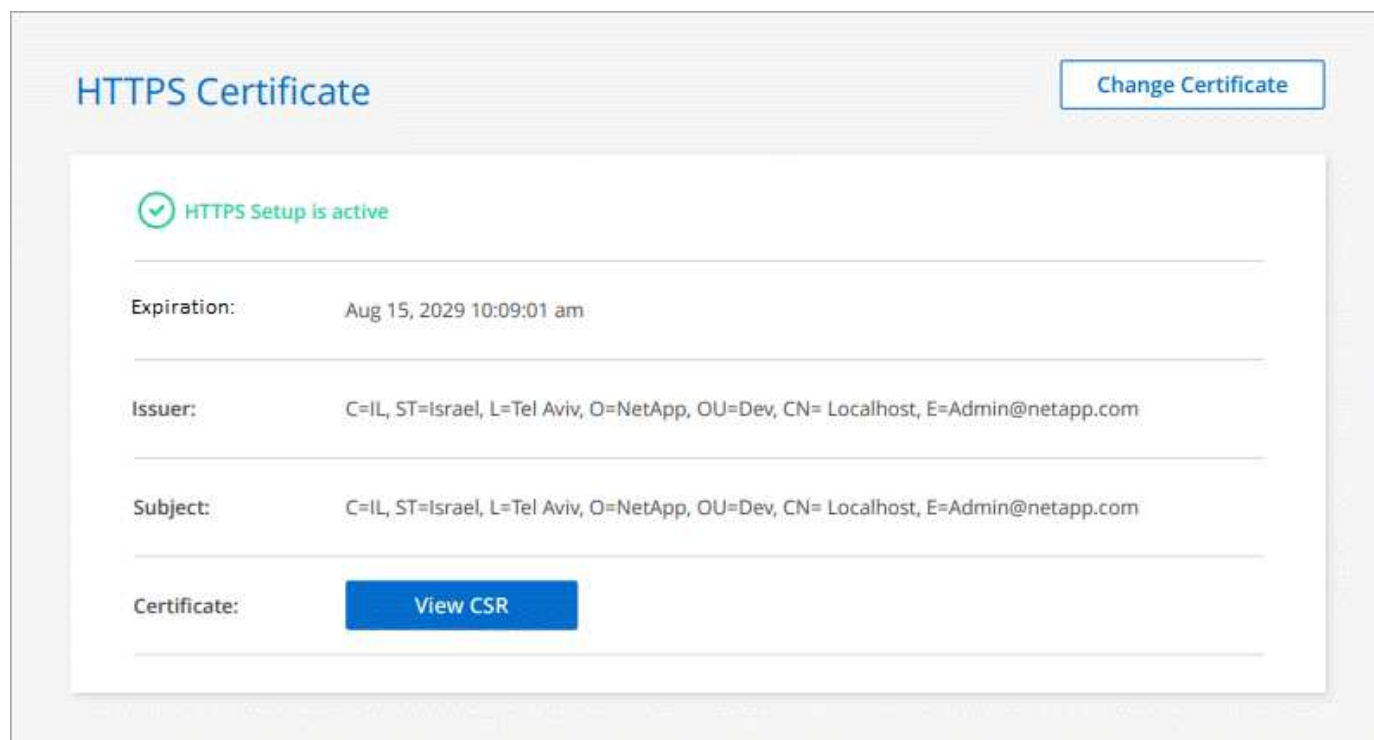 HTTPS Certificate
Change Certificate
HTTPS Setup is active
Expiration: Aug 15, 2029 10:09:01 am
Issuer: C=IL, ST=Israel, L=Tel Aviv, O=NetApp, OU=Dev, CN= Localhost, E=Admin@netapp.com
Subject: C=IL, ST=Israel, L=Tel Aviv, O=NetApp, OU=Dev, CN= Localhost, E=Admin@netapp.com
Certificate: View CSR